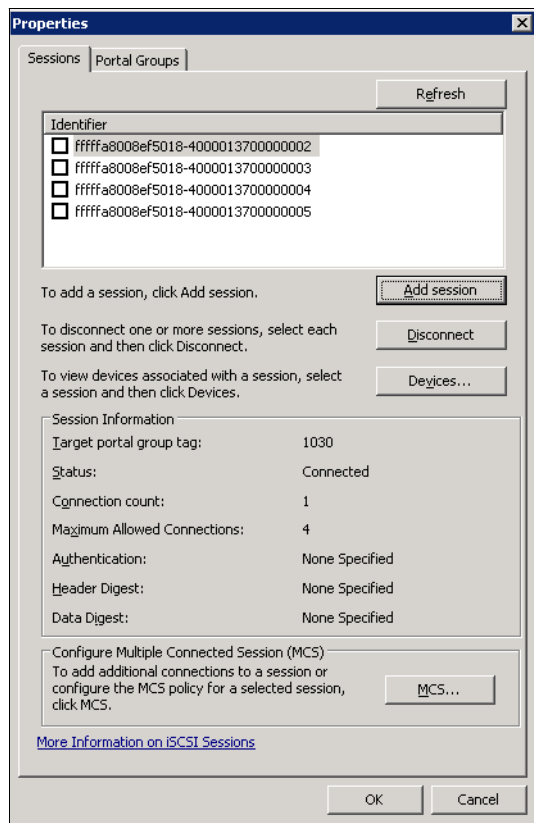 Properties
Sessions
Portal Groups
Refresh
Identifier
fffffa8008ef5018-4000013700000002
fffffa8008ef5018-4000013700000003
fffffa8008ef5018-4000013700000004
fffffa8008ef5018-4000013700000005
To add a session, click Add session.
Add session
To disconnect one or more sessions, select each
session and then click Disconnect.
Disconnect
To view devices associated with a session, select
a session and then click Devices.
Devices...
Session Information
Target portal group tag: 1030
Status: Connected
Connection count: 1
Maximum Allowed Connections: 4
Authentication: None Specified
Header Digest: None Specified
Data Digest: None Specified
Configure Multiple Connected Session (MCS)
To add additional connections to a session or
configure the MCS policy for a selected session,
click MCS.
MCS...
More Information on iSCSI Sessions
OK
Cancel